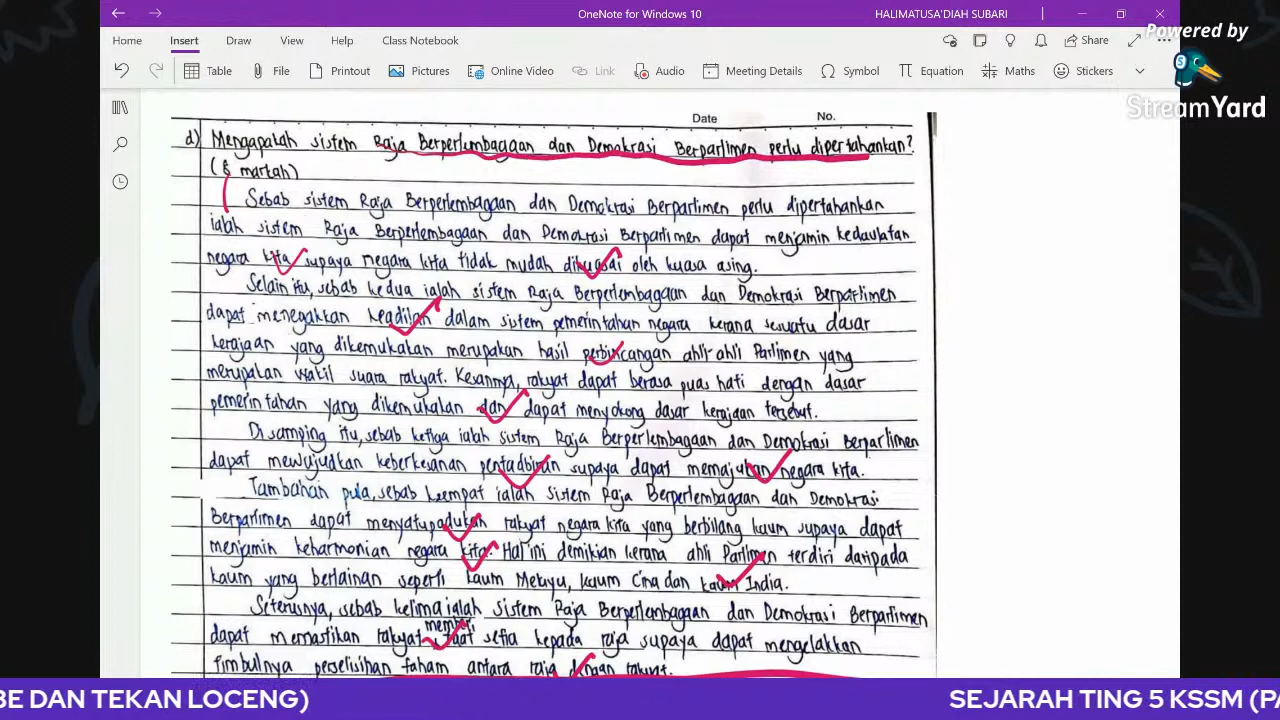 OneNote for Windows 10
HALIMATUSA'DIAH SUBARI
Powered by
StreamYard
Home
Insert
Draw
View
Help
Class Notebook
Share
Table
File
Printout
Pictures
Online Video
Link
Audio
Meeting Details
Symbol
Equation
Maths
Stickers
Date
No.
d) Mengapakah sistem Raja Berperlembagaan dan Demokrasi Berparlimen perlu dipertahankan?
(8 markah)
Sebab sistem Raja Berperlembagaan dan Demokrasi Berparlimen perlu dipertahankan
ialah sistem Raja Berperlembagaan dan Demokrasi Berparlimen dapat menjamin kedaulatan
negara kita supaya negara kita tidak mudah dikuasai oleh kuasa asing.
Selain itu, sebab kedua ialah sistem Raja Berperlembagaan dan Demokrasi Berparlimen
dapat menegakkan keadilan dalam sistem pemerintahan negara kerana sesuatu dasar
kerajaan yang dikemukakan merupakan hasil perbincangan ahli-ahli Parlimen yang
merupakan wakil suara rakyat. Kesannya, rakyat dapat berasa puas hati dengan dasar
pemerintahan yang dikemukakan dan dapat menyokong dasar kerajaan tersebut.
Di samping itu, sebab ketiga ialah sistem Raja Berperlembagaan dan Demokrasi Berparlimen
dapat mewujudkan keberkesanan pentadbiran supaya dapat memajukan negara kita.
Tambahan pula, sebab keempat ialah sistem Raja Berperlembagaan dan Demokrasi
Berparlimen dapat menyatupadukan rakyat negara kita yang berbilang kaum supaya dapat
menjamin keharmonian negara kita. Hal ini demikian kerana ahli Parlimen terdiri daripada
kaum yang berlainan seperti kaum Melayu, kaum Cina dan kaum India.
Seterusnya, sebab kelima ialah sistem Raja Berperlembagaan dan Demokrasi Berparlimen
dapat memastikan rakyat taat setia kepada raja supaya dapat mengelakkan
timbulnya perselisihan faham antara raja dengan rakyat.
BE DAN TEKAN LOCENG)
SEJARAH TING 5 KSSM (PA